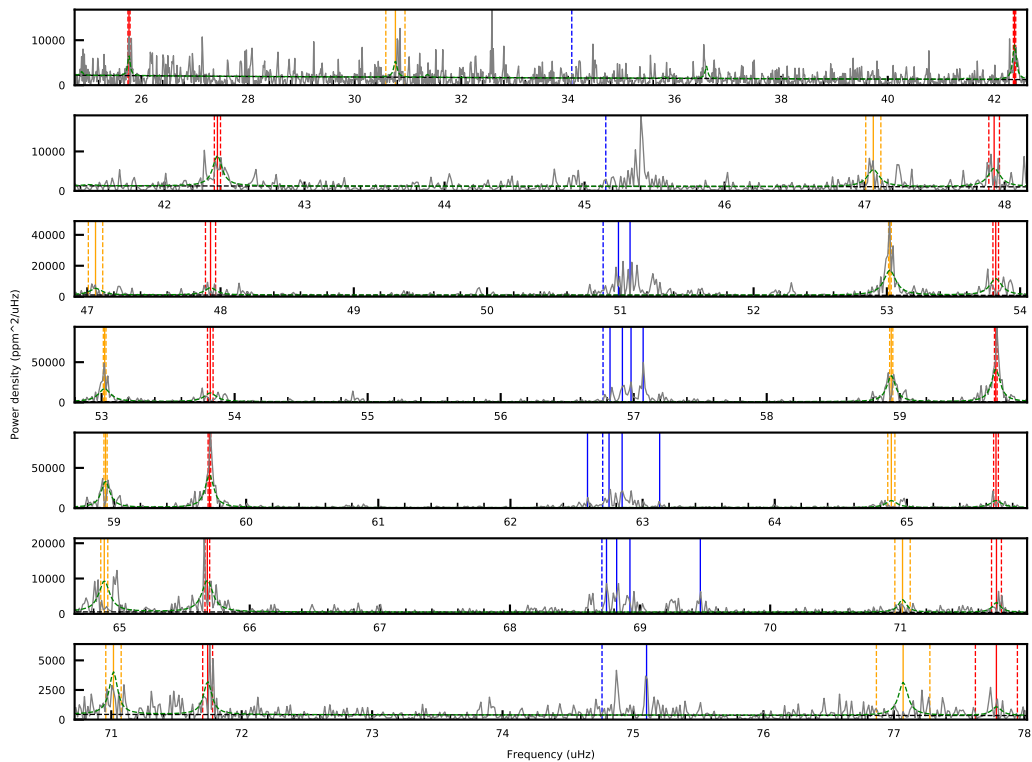 10000
0
26 28 30 32 34 36 38 40 42
10000
0
42 43 44 45 46 47 48
40000
20000
0
47 48 49 50 51 52 53 54
50000
0
53 54 55 56 57 58 59
Power density (ppm^2/uHz)
50000
0
59 60 61 62 63 64 65
20000
10000
0
65 66 67 68 69 70 71
5000
2500
0
71 72 73 74 75 76 77 78
Frequency (uHz)